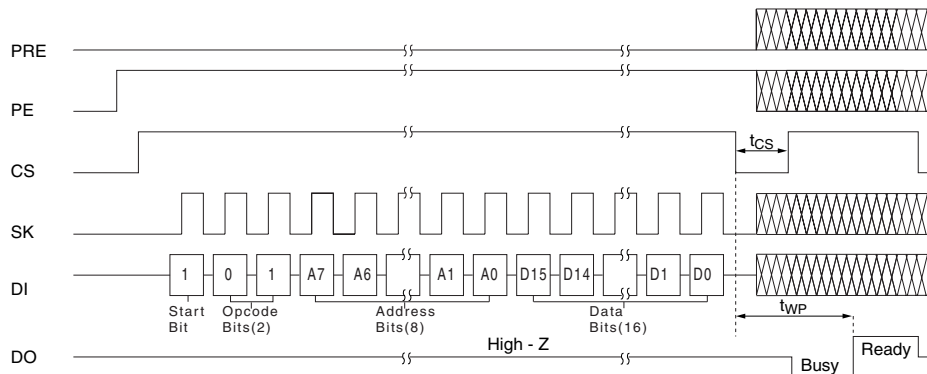 PRE
PE
CS
tCS
SK
DI
1 0 1 A7 A6 A1 A0 D15 D14 D1 D0
Start Bit
Opcode Bits(2)
Address Bits(8)
Data Bits(16)
tWP
DO
High - Z
Busy
Ready